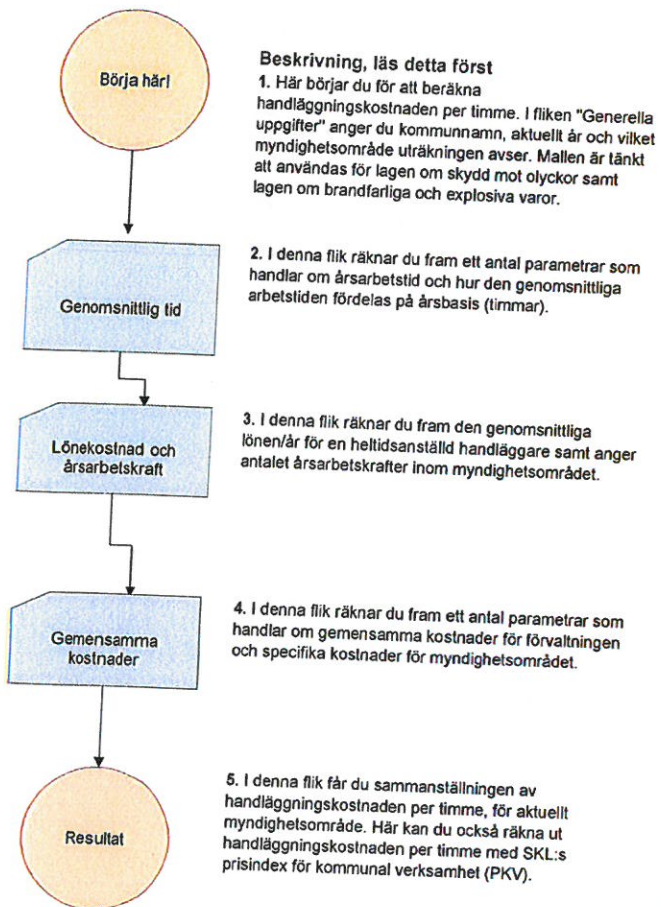 Börja här!
Beskrivning, läs detta först
1. Här börjar du för att beräkna
handläggningskostnaden per timme. I fliken "Generella
uppgifter" anger du kommunnamn, aktuellt år och vilket
myndighetsområde uträkningen avser. Mallen är tänkt
att användas för lagen om skydd mot olyckor samt
lagen om brandfarliga och explosiva varor.
Genomsnittlig tid
2. I denna flik räknar du fram ett antal parametrar som
handlar om årsarbetstid och hur den genomsnittliga
arbetstiden fördelas på årsbasis (timmar).
Lönekostnad och
årsarbetskraft
3. I denna flik räknar du fram den genomsnittliga
lönen/år för en heltidsanställd handläggare samt anger
antalet årsarbetskrafter inom myndighetsområdet.
Gemensamma
kostnader
4. I denna flik räknar du fram ett antal parametrar som
handlar om gemensamma kostnader för förvaltningen
och specifika kostnader för myndighetsområdet.
Resultat
5. I denna flik får du sammanställningen av
handläggningskostnaden per timme, för aktuellt
myndighetsområde. Här kan du också räkna ut
handläggningskostnaden per timme med SKL:s
prisindex för kommunal verksamhet (PKV).